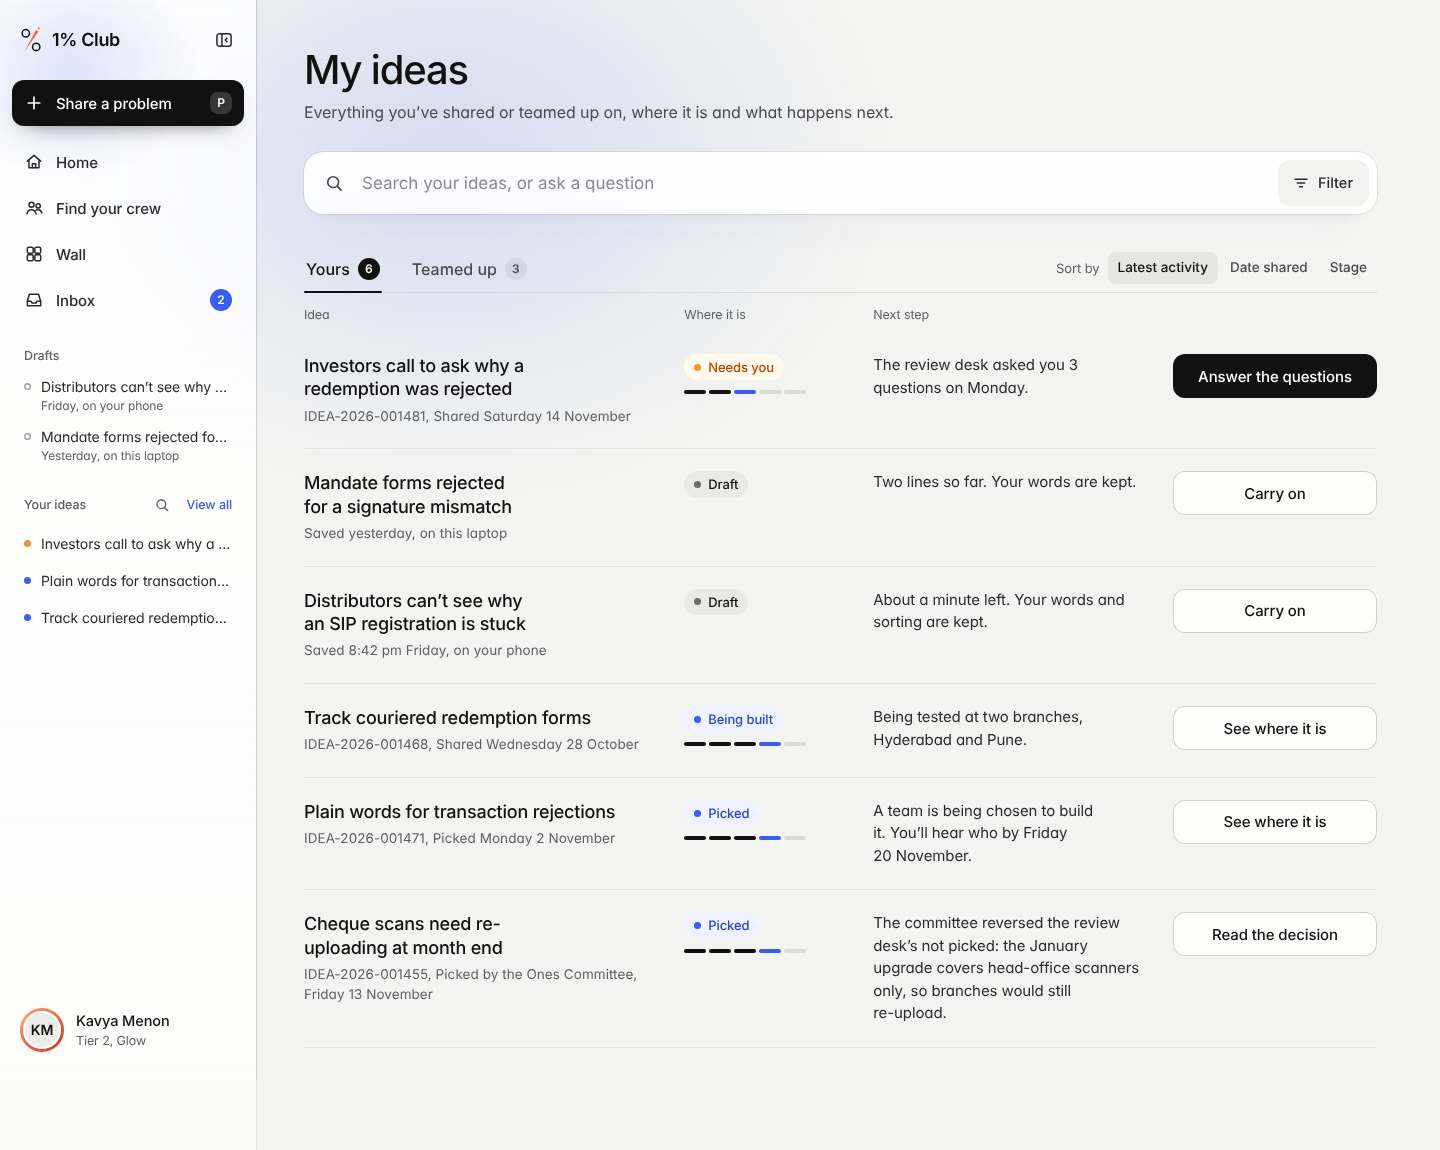 1% Club
Share a problem P
Home
Find your crew
Wall
Inbox 2
Drafts
Distributors can't see why ...
Friday, on your phone
Mandate forms rejected fo...
Yesterday, on this laptop
Your ideas View all
Investors call to ask why a ...
Plain words for transaction...
Track couriered redemptio...
KM
Kavya Menon
Tier 2, Glow
My ideas
Everything you've shared or teamed up on, where it is and what happens next.
Search your ideas, or ask a question Filter
Yours 6 Teamed up 3 Sort by Latest activity Date shared Stage
Idea Where it is Next step
Investors call to ask why a
redemption was rejected
IDEA-2026-001481, Shared Saturday 14 November
Needs you
The review desk asked you 3
questions on Monday.
Answer the questions
Mandate forms rejected
for a signature mismatch
Saved yesterday, on this laptop
Draft
Two lines so far. Your words are kept.
Carry on
Distributors can't see why
an SIP registration is stuck
Saved 8:42 pm Friday, on your phone
Draft
About a minute left. Your words and
sorting are kept.
Carry on
Track couriered redemption forms
IDEA-2026-001468, Shared Wednesday 28 October
Being built
Being tested at two branches,
Hyderabad and Pune.
See where it is
Plain words for transaction rejections
IDEA-2026-001471, Picked Monday 2 November
Picked
A team is being chosen to build
it. You'll hear who by Friday
20 November.
See where it is
Cheque scans need re-
uploading at month end
IDEA-2026-001455, Picked by the Ones Committee,
Friday 13 November
Picked
The committee reversed the review
desk's not picked: the January
upgrade covers head-office scanners
only, so branches would still
re-upload.
Read the decision